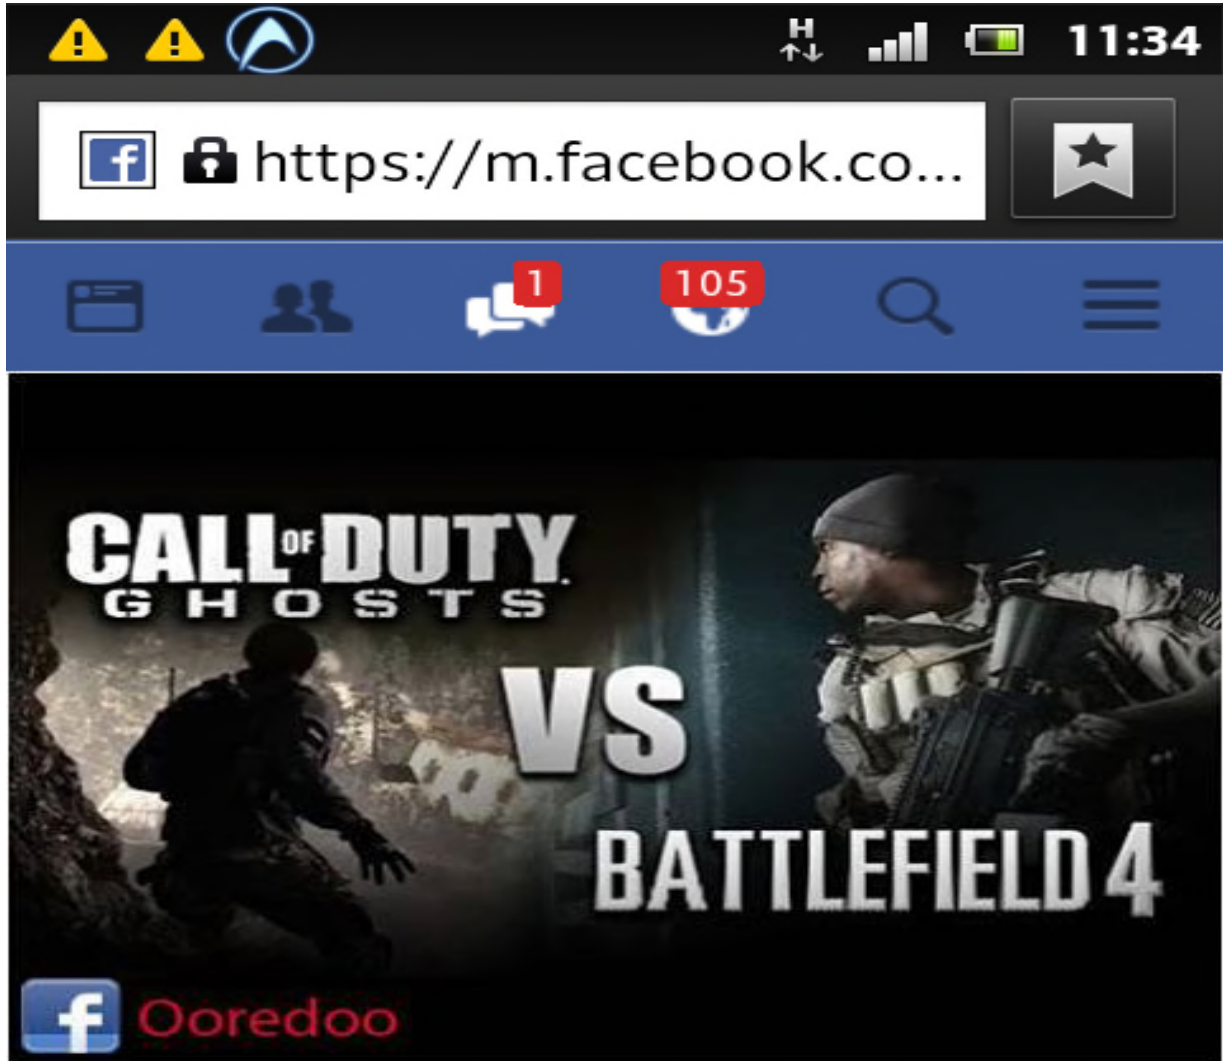 H 11:34
https://m.facebook.co...
1 105
CALL OF DUTY
GHOSTS
VS
BATTLEFIELD 4
f Ooredoo